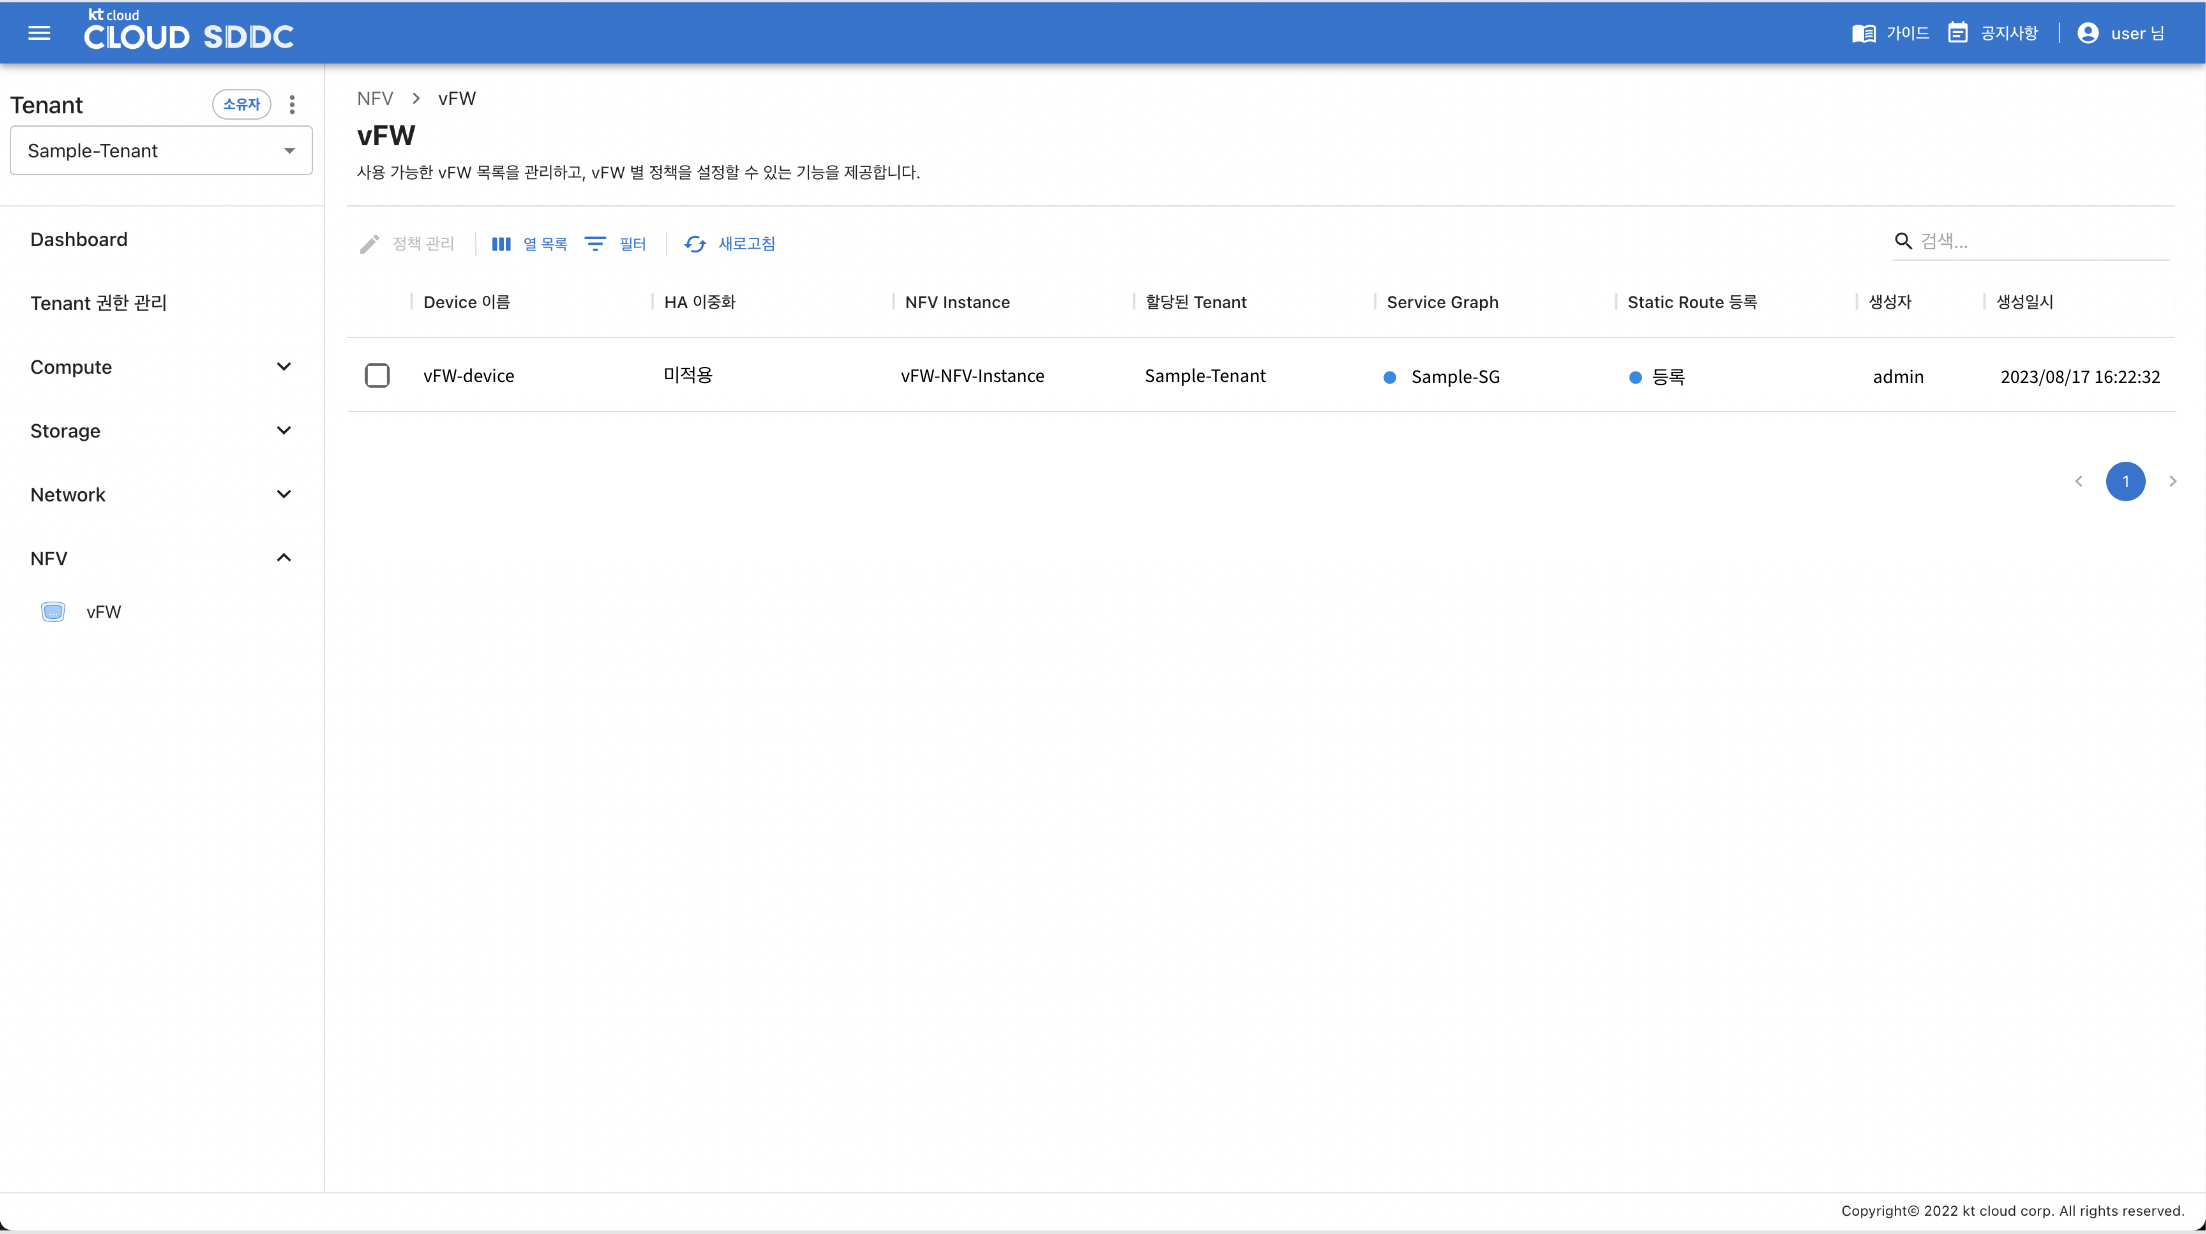 kt cloud
CLOUD SDDC
가이드
공지사항
user 님
Tenant
소유자
Sample-Tenant
Dashboard
Tenant 권한 관리
Compute
Storage
Network
NFV
vFW
NFV > vFW
vFW
사용 가능한 vFW 목록을 관리하고, vFW 별 정책을 설정할 수 있는 기능을 제공합니다.
정책 관리
열 목록
필터
새로고침
검색...
Device 이름
HA 이중화
NFV Instance
할당된 Tenant
Service Graph
Static Route 등록
생성자
생성일시
vFW-device
미적용
vFW-NFV-Instance
Sample-Tenant
Sample-SG
등록
admin
2023/08/17 16:22:32
1
Copyright© 2022 kt cloud corp. All rights reserved.